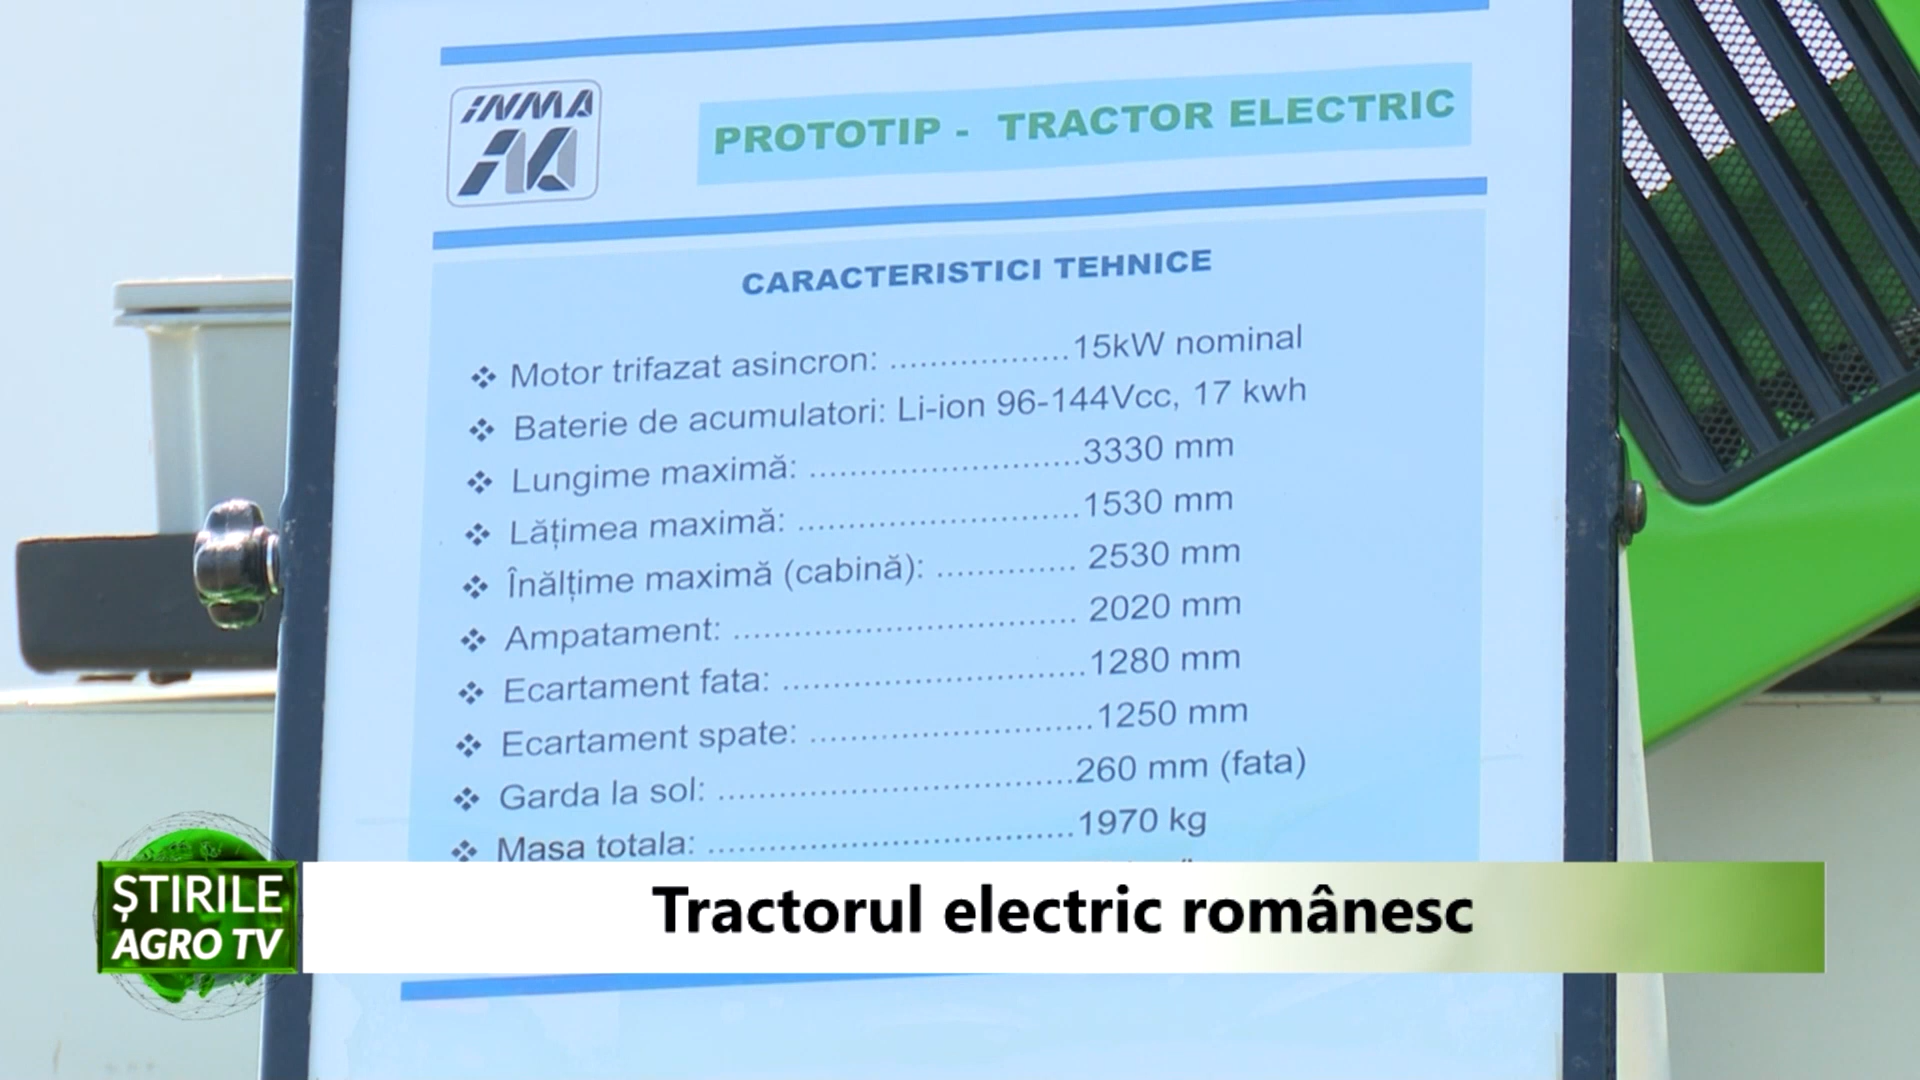 INMA
PROTOTIP - TRACTOR ELECTRIC
CARACTERISTICI TEHNICE
❖ Motor trifazat asincron: ..................15kW nominal
❖ Baterie de acumulatori: Li-ion 96-144Vcc, 17 kwh
❖ Lungime maximă: ...........................3330 mm
❖ Lățimea maximă: ............................1530 mm
❖ Înălțime maximă (cabină): .............. 2530 mm
❖ Ampatament: .................................. 2020 mm
❖ Ecartament fata: ..............................1280 mm
❖ Ecartament spate: ............................1250 mm
❖ Garda la sol: ...................................260 mm (fata)
❖ Masa totala: ....................................1970 kg
ȘTIRILE
AGRO TV
Tractorul electric românesc